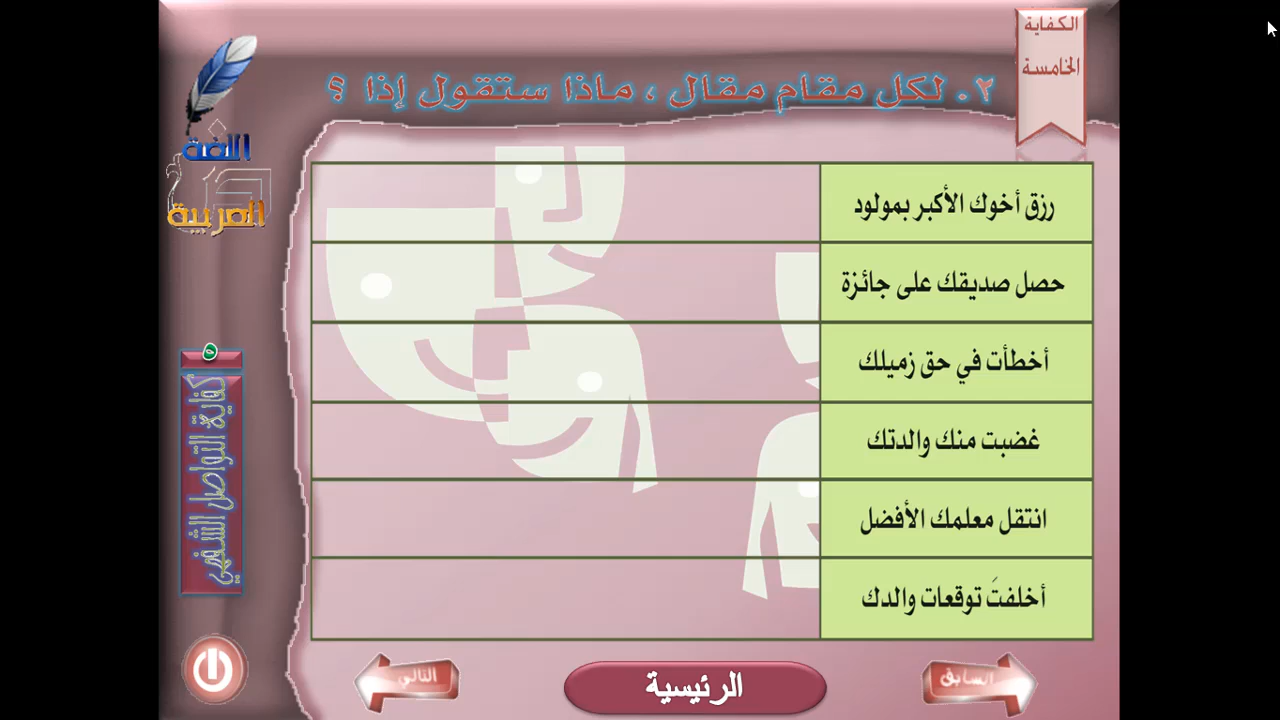 الكفاية
الخامسة
٢. لكل مقام مقال ، ماذا ستقول إذا ؟
اللغة
العربية
رزق أخوك الأكبر بمولود
حصل صديقك على جائزة
أخطأت في حق زميلك
غضبت منك والدتك
انتقل معلمك الأفضل
أخلفتَ توقعات والدك
٥
كفاية التواصل الشفهي
السابق
الرئيسية
التالي